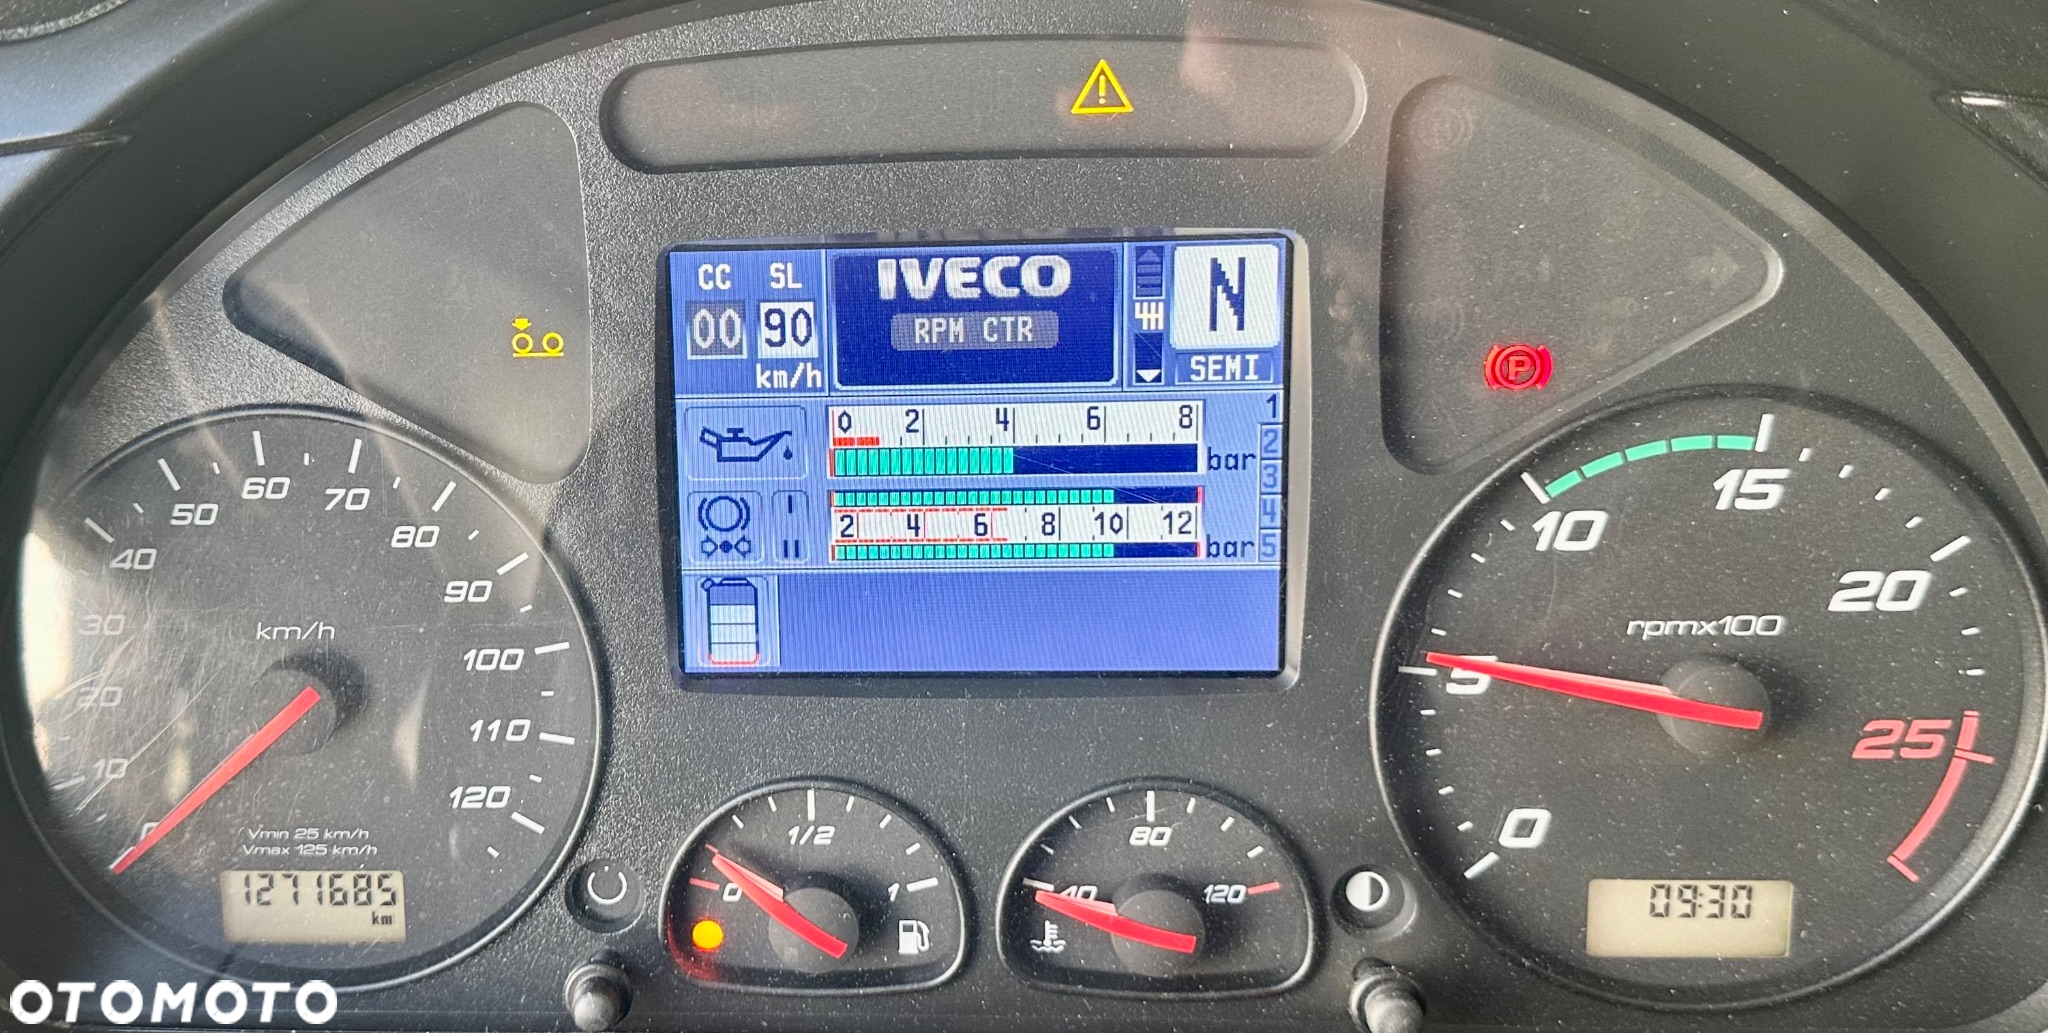 CC SL
00 90
km/h
IVECO
RPM CTR
4H
N
SEMI
0 2 4 6 8
bar
I
II
2 4 6 8 10 12
bar
1
2
3
4
5
0
10
20
30
40
50
60
70
80
90
100
110
120
km/h
Vmin 25 km/h
Vmax 125 km/h
1271685
km
0 1/2 1
40 80 120
P
0
5
10
15
20
25
rpmx100
09:30
OTOMOTO